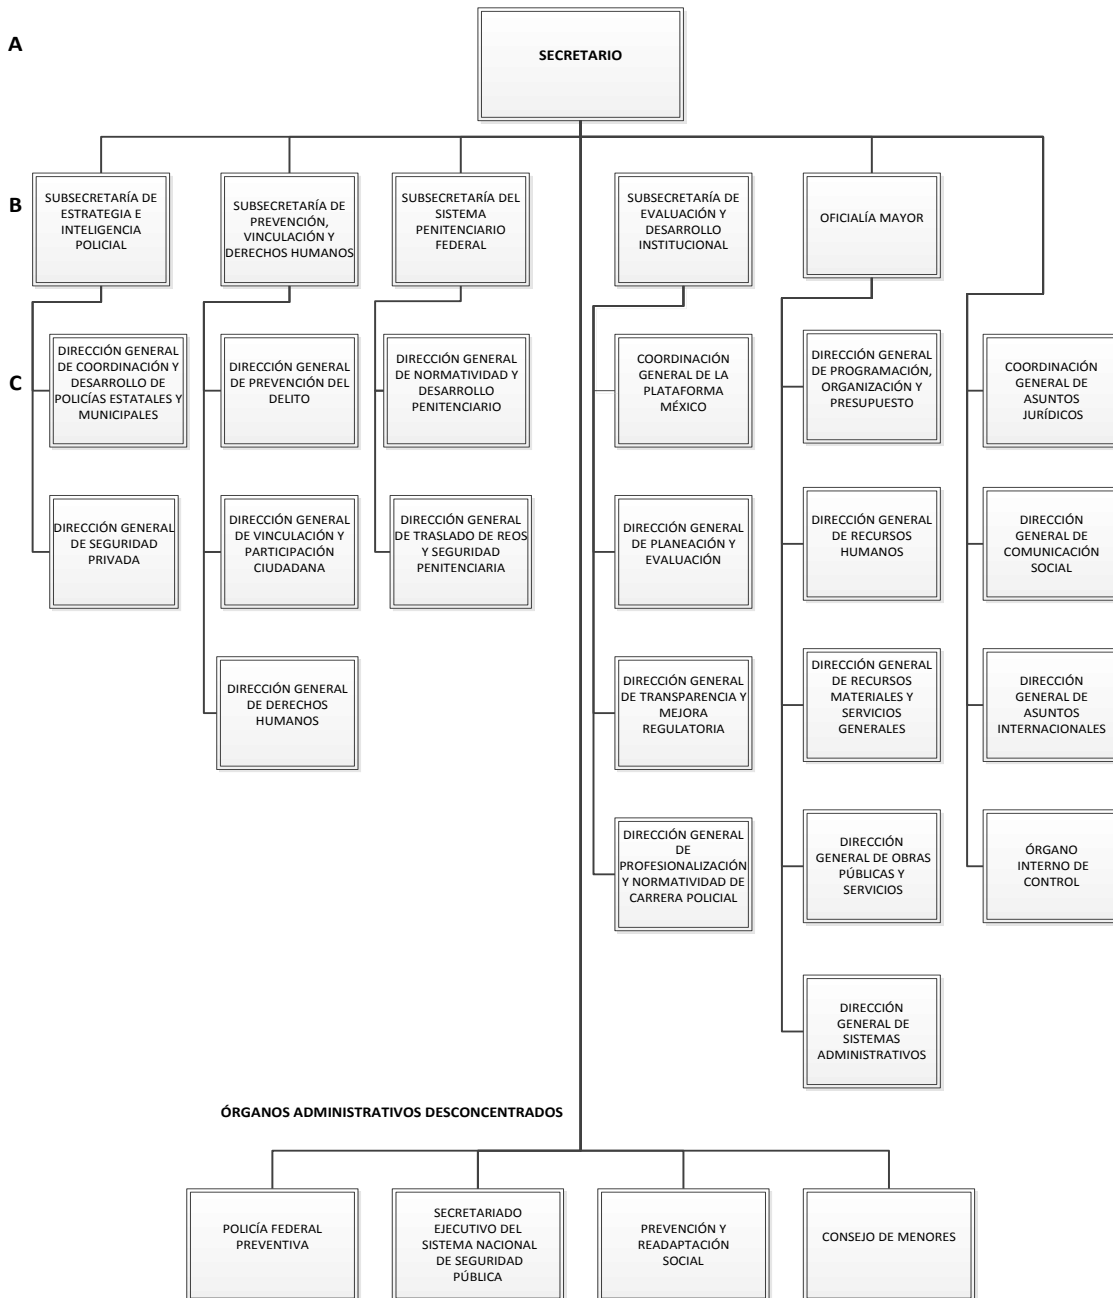 A
SECRETARIO
B
SUBSECRETARÍA DE
ESTRATEGIA E
INTELIGENCIA
POLICIAL
SUBSECRETARÍA DE
PREVENCIÓN,
VINCULACIÓN Y
DERECHOS HUMANOS
SUBSECRETARÍA DEL
SISTEMA
PENITENCIARIO
FEDERAL
SUBSECRETARÍA DE
EVALUACIÓN Y
DESARROLLO
INSTITUCIONAL
OFICIALÍA MAYOR
C
DIRECCIÓN GENERAL
DE COORDINACIÓN Y
DESARROLLO DE
POLICÍAS ESTATALES Y
MUNICIPALES
DIRECCIÓN GENERAL
DE PREVENCIÓN DEL
DELITO
DIRECCIÓN GENERAL
DE NORMATIVIDAD Y
DESARROLLO
PENITENCIARIO
COORDINACIÓN
GENERAL DE LA
PLATAFORMA
MÉXICO
DIRECCIÓN GENERAL
DE PROGRAMACIÓN,
ORGANIZACIÓN Y
PRESUPUESTO
COORDINACIÓN
GENERAL DE
ASUNTOS
JURÍDICOS
DIRECCIÓN GENERAL
DE SEGURIDAD
PRIVADA
DIRECCIÓN GENERAL
DE VINCULACIÓN Y
PARTICIPACIÓN
CIUDADANA
DIRECCIÓN GENERAL
DE TRASLADO DE REOS
Y SEGURIDAD
PENITENCIARIA
DIRECCIÓN GENERAL
DE PLANEACIÓN Y
EVALUACIÓN
DIRECCIÓN GENERAL
DE RECURSOS
HUMANOS
DIRECCIÓN
GENERAL DE
COMUNICACIÓN
SOCIAL
DIRECCIÓN GENERAL
DE DERECHOS
HUMANOS
DIRECCIÓN GENERAL
DE TRANSPARENCIA Y
MEJORA
REGULATORIA
DIRECCIÓN GENERAL
DE RECURSOS
MATERIALES Y
SERVICIOS
GENERALES
DIRECCIÓN
GENERAL DE
ASUNTOS
INTERNACIONALES
DIRECCIÓN GENERAL
DE
PROFESIONALIZACIÓN
Y NORMATIVIDAD DE
CARRERA POLICIAL
DIRECCIÓN
GENERAL DE OBRAS
PÚBLICAS Y
SERVICIOS
ÓRGANO
INTERNO DE
CONTROL
DIRECCIÓN
GENERAL DE
SISTEMAS
ADMINISTRATIVOS
ÓRGANOS ADMINISTRATIVOS DESCONCENTRADOS
POLICÍA FEDERAL
PREVENTIVA
SECRETARIADO
EJECUTIVO DEL
SISTEMA NACIONAL
DE SEGURIDAD
PÚBLICA
PREVENCIÓN Y
READAPTACIÓN
SOCIAL
CONSEJO DE MENORES